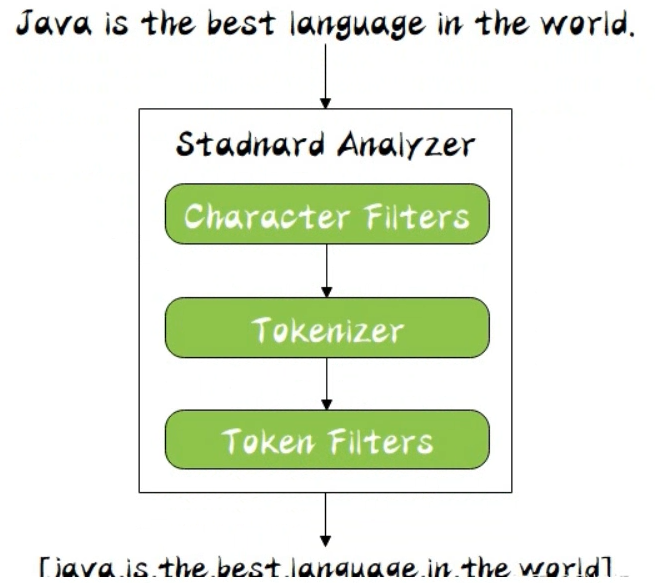 Java is the best language in the world.
Stadnard Analyzer
Character Filters
Tokenizer
Token Filters
[java,is,the,best,language,in,the world]